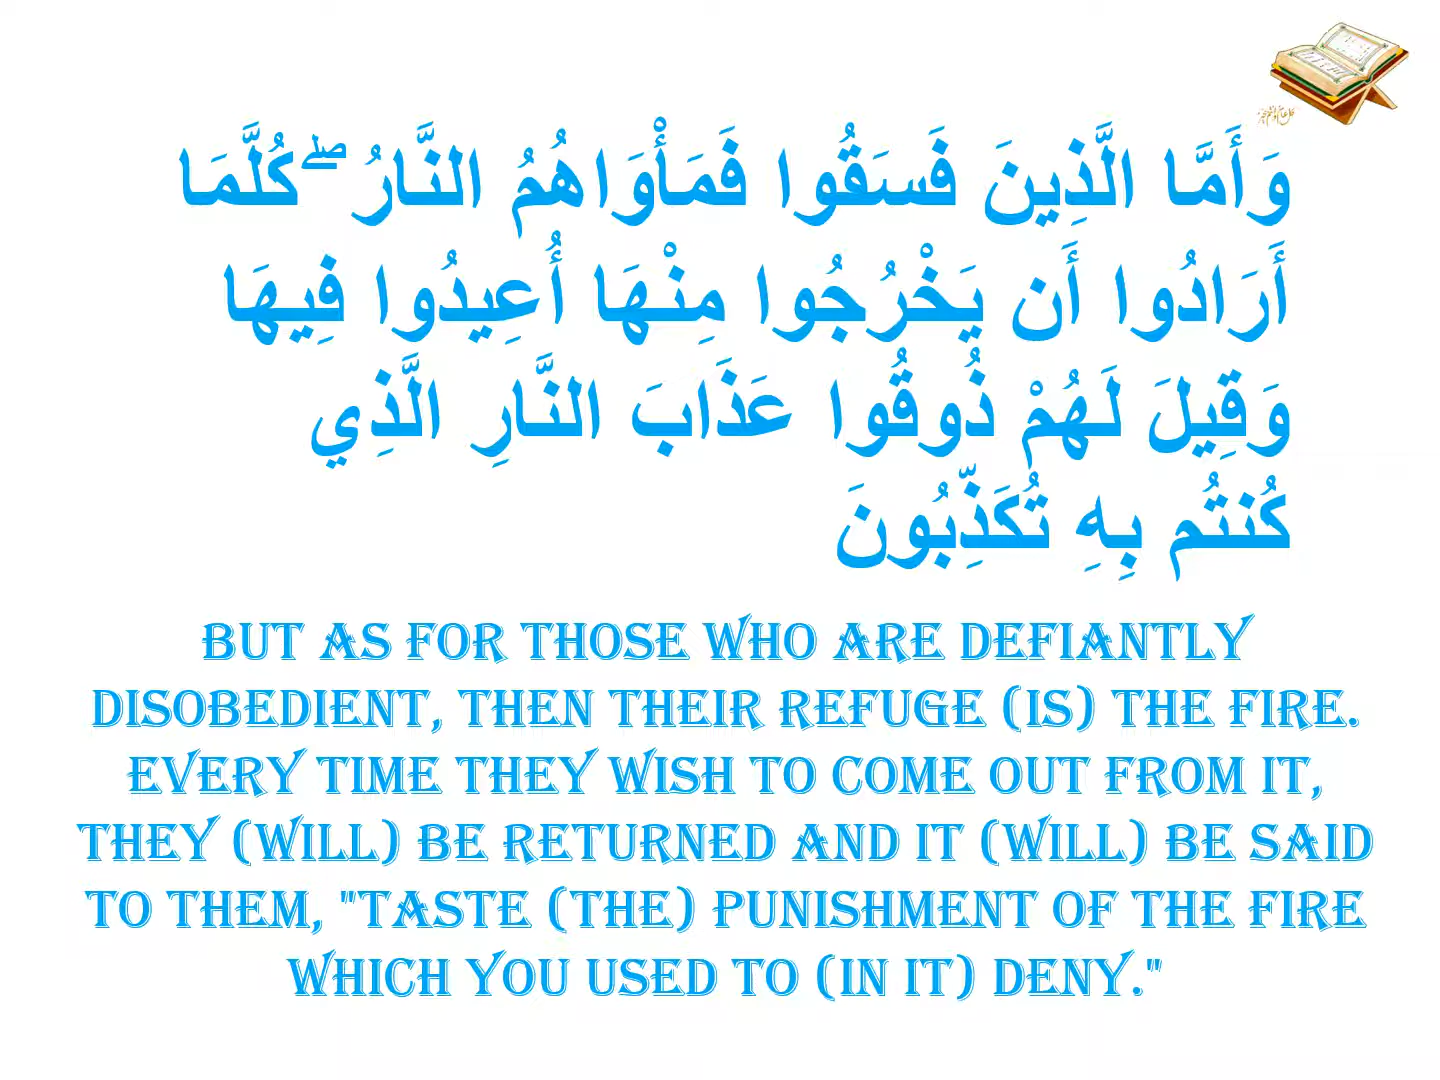 وَأَمَّا الَّذِينَ فَسَقُوا فَمَأْوَاهُمُ النَّارُ ۖ كُلَّمَا
أَرَادُوا أَن يَخْرُجُوا مِنْهَا أُعِيدُوا فِيهَا
وَقِيلَ لَهُمْ ذُوقُوا عَذَابَ النَّارِ الَّذِي
كُنتُم بِهِ تُكَذِّبُونَ
BUT AS FOR THOSE WHO ARE DEFIANTLY
DISOBEDIENT, THEN THEIR REFUGE (IS) THE FIRE.
EVERY TIME THEY WISH TO COME OUT FROM IT,
THEY (WILL) BE RETURNED AND IT (WILL) BE SAID
TO THEM, "TASTE (THE) PUNISHMENT OF THE FIRE
WHICH YOU USED TO (IN IT) DENY."